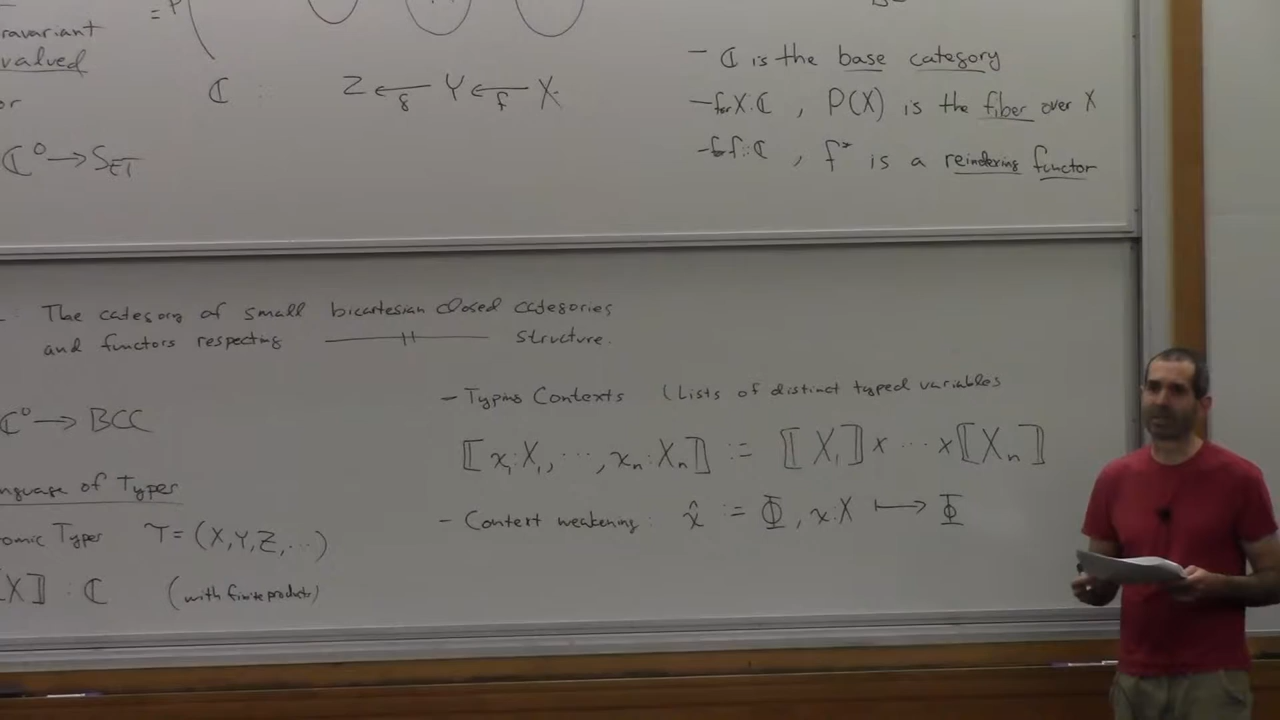 = P
ravariant
valued
or
ℂ° → SET
ℂ : Z ←g Y ←f X
- ℂ is the base category
- for X:ℂ, P(X) is the fiber over X
- for f::ℂ, f* is a reindexing functor
The category of small bicartesian closed categories
and functors respecting —||— structure.
ℂ° → BCC
nguage of Types
omic Types 𝒯 = (X,Y,Z,...)
X⟧ : ℂ (with finite products)
- Typing Contexts (Lists of distinct typed variables
⟦x₁:X₁, ..., xₙ:Xₙ⟧ := ⟦X₁⟧ × ... × ⟦Xₙ⟧
- Context weakening: x̂ := Φ, x:X ⟼ Φ